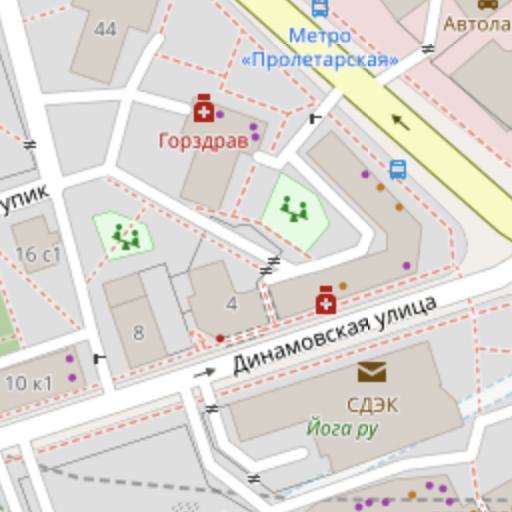 44
Метро
«Пролетарская»
Автола
Горздрав
упик
16 с1
4
8
Динамовская улица
10 к1
СДЭК
Йога ру